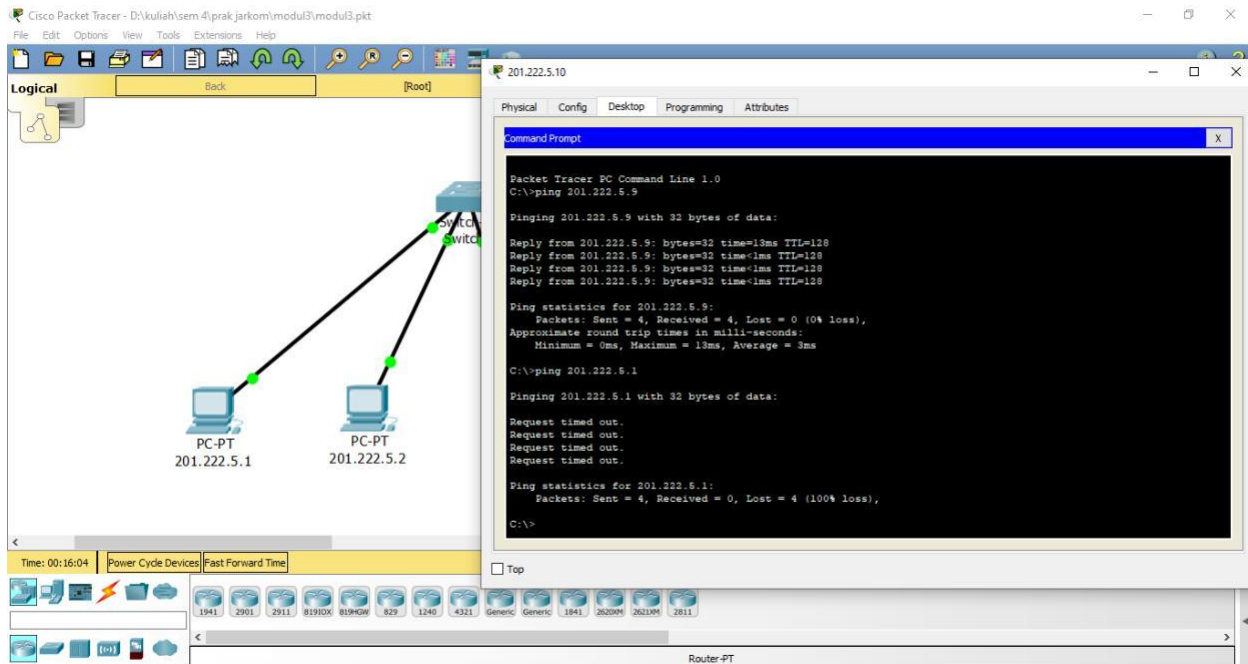 Cisco Packet Tracer - D:\kuliah\sem 4\prak jarkom\modul3\modul3.pkt
File Edit Options View Tools Extensions Help
Logical
Back
[Root]
Switch
Switc
PC-PT
201.222.5.1
PC-PT
201.222.5.2
201.222.5.10
Physical Config Desktop Programming Attributes
Command Prompt
X
Packet Tracer PC Command Line 1.0
C:\>ping 201.222.5.9
Pinging 201.222.5.9 with 32 bytes of data:
Reply from 201.222.5.9: bytes=32 time=13ms TTL=128
Reply from 201.222.5.9: bytes=32 time<1ms TTL=128
Reply from 201.222.5.9: bytes=32 time<1ms TTL=128
Reply from 201.222.5.9: bytes=32 time<1ms TTL=128
Ping statistics for 201.222.5.9:
Packets: Sent = 4, Received = 4, Lost = 0 (0% loss),
Approximate round trip times in milli-seconds:
Minimum = 0ms, Maximum = 13ms, Average = 3ms
C:\>ping 201.222.5.1
Pinging 201.222.5.1 with 32 bytes of data:
Request timed out.
Request timed out.
Request timed out.
Request timed out.
Ping statistics for 201.222.5.1:
Packets: Sent = 4, Received = 0, Lost = 4 (100% loss),
C:\>
Top
Time: 00:16:04 Power Cycle Devices Fast Forward Time
1941 2901 2911 819IOX 819HGW 829 1240 4321 Generic Generic 1841 2620XM 2621XM 2811
Router-PT